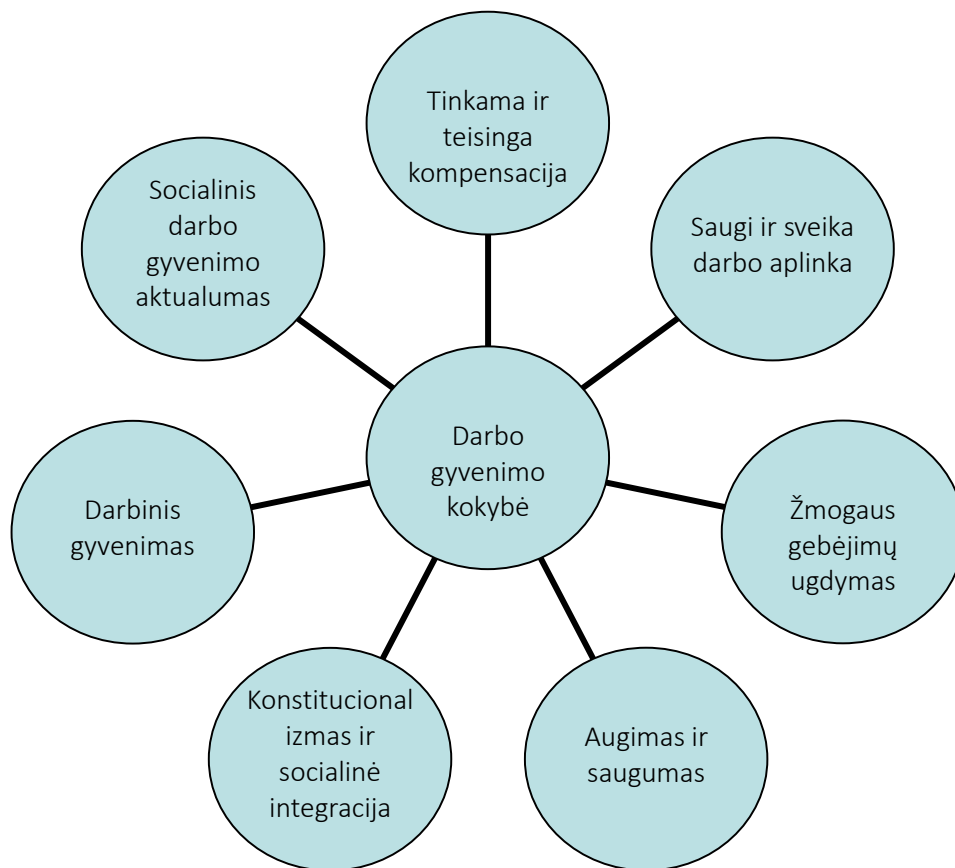 Tinkama ir
teisinga
kompensacija
Socialinis
darbo
gyvenimo
aktualumas
Saugi ir sveika
darbo aplinka
Darbo
gyvenimo
kokybė
Darbinis
gyvenimas
Žmogaus
gebėjimų
ugdymas
Konstitucional
izmas ir
socialinė
integracija
Augimas ir
saugumas